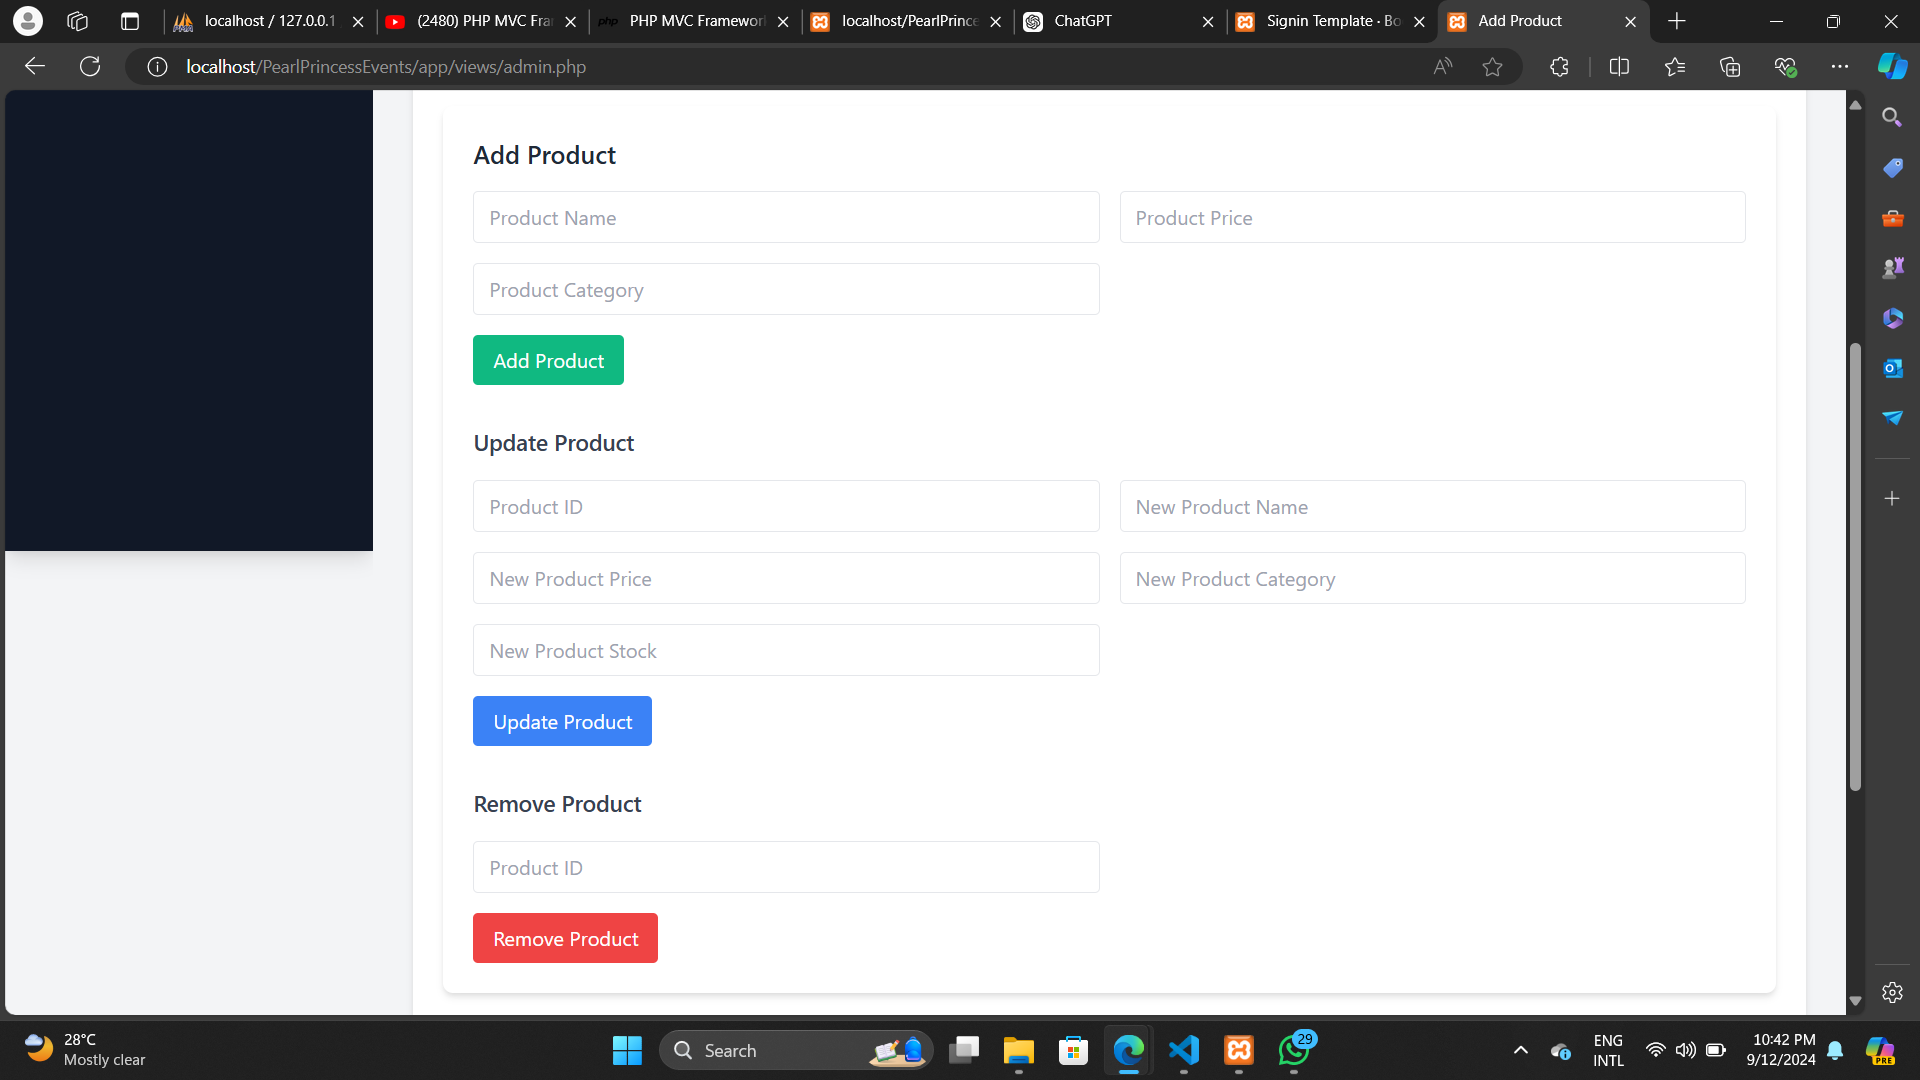 localhost / 127.0.0.1
(2480) PHP MVC Fra
php PHP MVC Framewor
localhost/PearlPrince
ChatGPT
Signin Template · Bo
Add Product
localhost/PearlPrincessEvents/app/views/admin.php
Add Product
Product Name
Product Price
Product Category
Add Product
Update Product
Product ID
New Product Name
New Product Price
New Product Category
New Product Stock
Update Product
Remove Product
Product ID
Remove Product
28°C
Mostly clear
Search
29
ENG
INTL
10:42 PM
9/12/2024
PRE